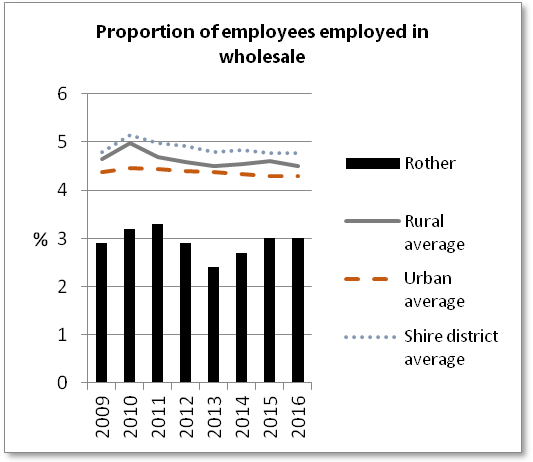 Proportion of employees employed in
wholesale
6
5
4
3
2
1
0
%
2009
2010
2011
2012
2013
2014
2015
2016
Rother
Rural
average
Urban
average
Shire district
average